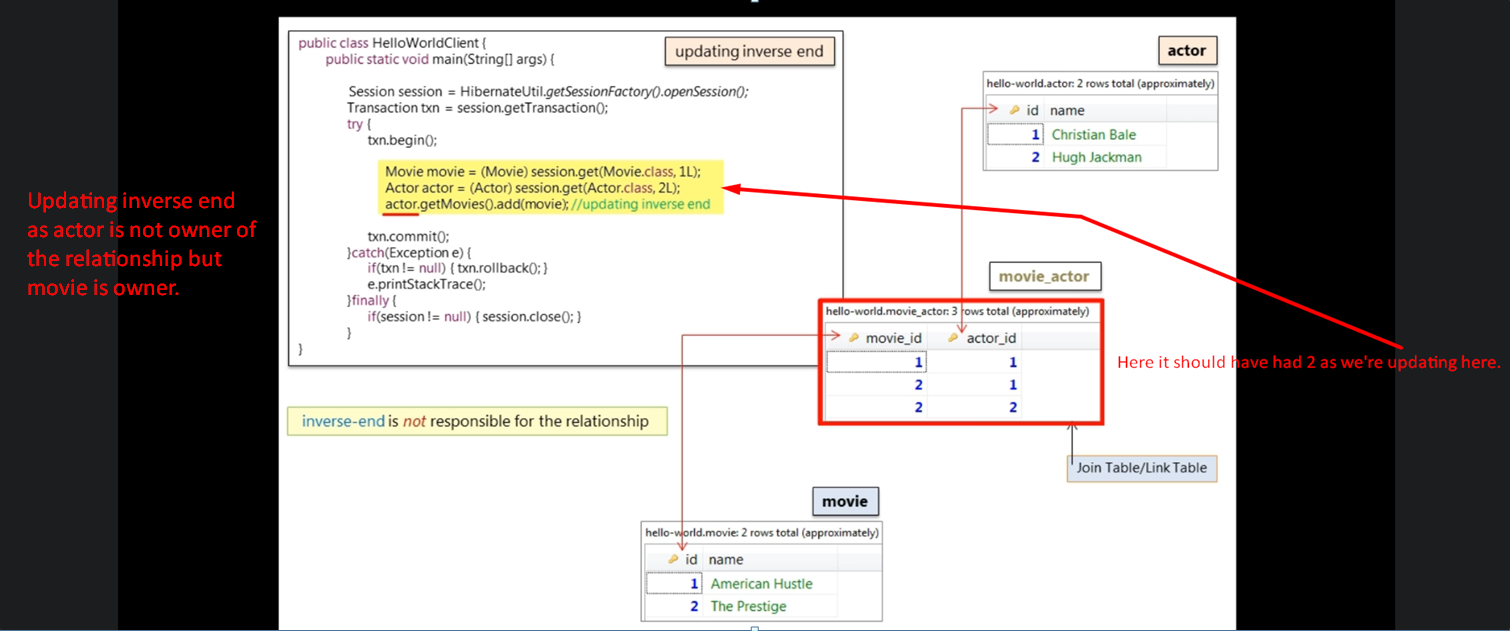 public class HelloWorldClient {
public static void main(String[] args) {
updating inverse end
Session session = HibernateUtil.getSessionFactory().openSession();
Transaction txn = session.getTransaction();
try {
txn.begin();
Movie movie = (Movie) session.get(Movie.class, 1L);
Actor actor = (Actor) session.get(Actor.class, 2L);
actor.getMovies().add(movie); //updating inverse end
txn.commit();
}catch(Exception e) {
if(txn != null) { txn.rollback(); }
e.printStackTrace();
}finally {
if(session != null) { session.close(); }
}
}
Updating inverse end
as actor is not owner of
the relationship but
movie is owner.
actor
hello-world.actor: 2 rows total (approximately)
id name
1 Christian Bale
2 Hugh Jackman
movie_actor
hello-world.movie_actor: 3 rows total (approximately)
movie_id actor_id
1 1
2 1
2 2
Here it should have had 2 as we're updating here.
inverse-end is not responsible for the relationship
Join Table/Link Table
movie
hello-world.movie: 2 rows total (approximately)
id name
1 American Hustle
2 The Prestige